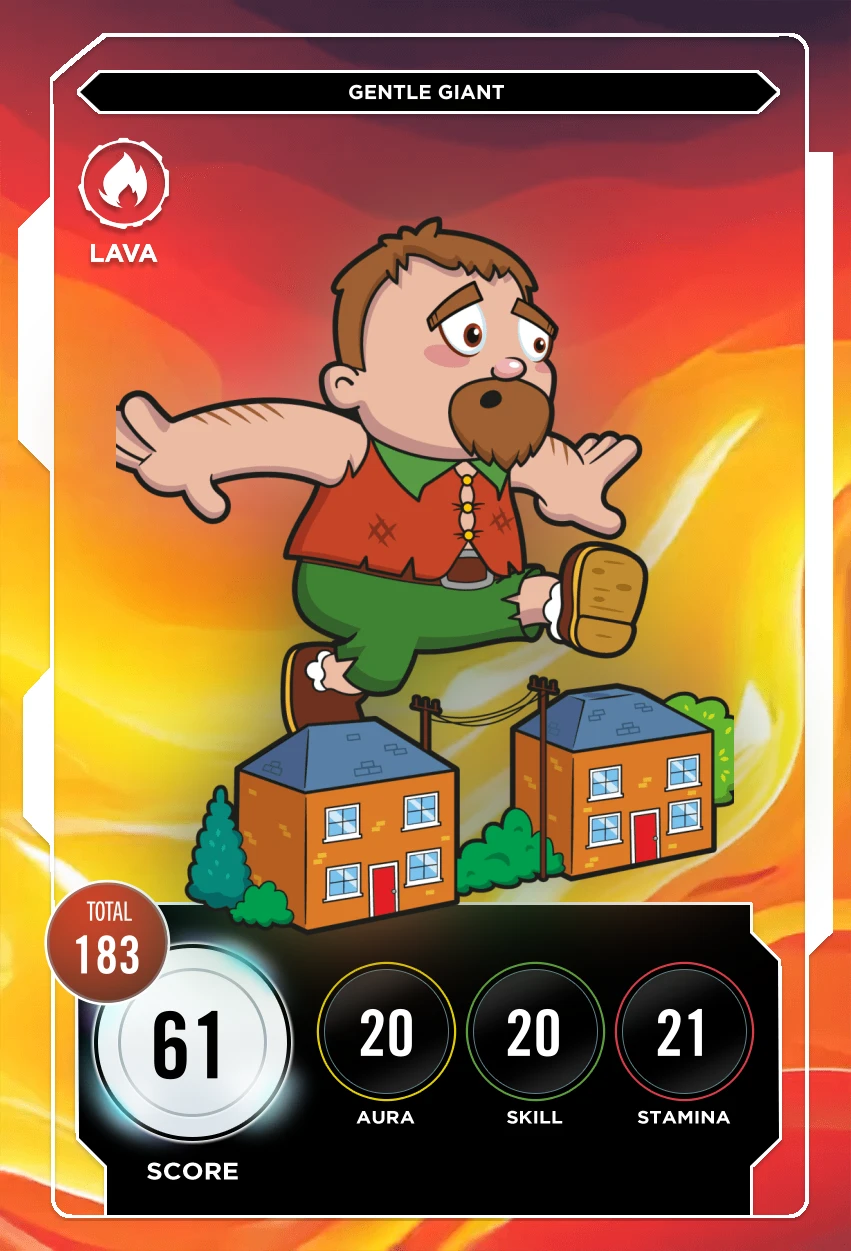 GENTLE GIANT
LAVA
TOTAL
183
61
SCORE
20
AURA
20
SKILL
21
STAMINA